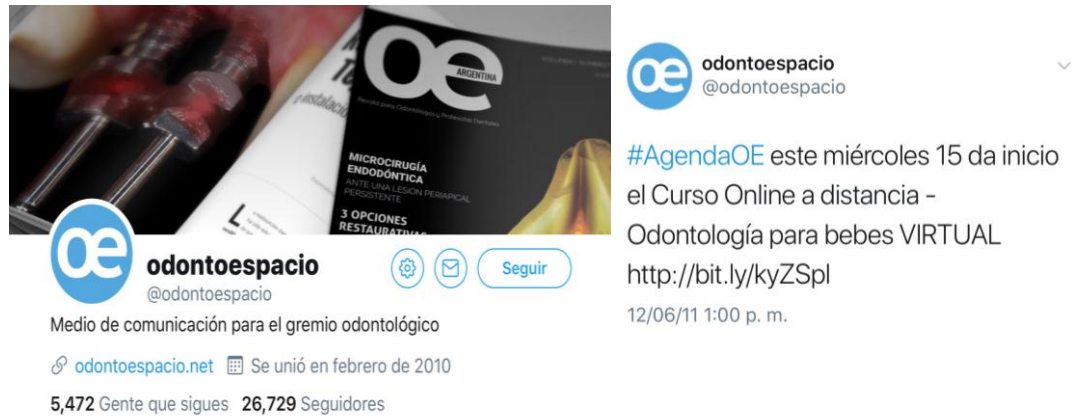 oe
ARGENTINA
MICROCIRUGÍA
ENDODÓNTICA
ANTE UNA LESIÓN PERIAPICAL
PERSISTENTE
3 OPCIONES
oe
odontoespacio
@odontoespacio
Seguir
Medio de comunicación para el gremio odontológico
odontoespacio.net Se unió en febrero de 2010
5,472 Gente que sigues 26,729 Seguidores
oe
odontoespacio
@odontoespacio
#AgendaOE este miércoles 15 da inicio
el Curso Online a distancia -
Odontología para bebes VIRTUAL
http://bit.ly/kyZSpl
12/06/11 1:00 p. m.